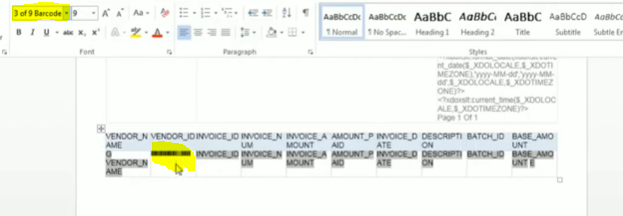 3 of 9 Barcode 9 A A Aa
B I U abc X₂ X² A A
Font
Paragraph
AaBbCcDc AaBbCcDc AaBbC AaBbCc AaBbC AaBbCcD AaBbCcD
¶ Normal ¶ No Spac... Heading 1 Heading 2 Title Subtitle Subtle Em
Styles
nt_date($_XDOLOCALE,$_XDOTI
MEZONE),'yyyy-MM-dd','yyyy-MM-
dd',$_XDOLOCALE,$_XDOTIMEZ
ONE)?>
<?xdoxslt:current_time($_XDOLOC
ALE,$_XDOTIMEZONE)?>
Page 1 Of 1
VENDOR_N VENDOR_ID INVOICE_ID INVOICE_N INVOICE_A AMOUNT_P INVOICE_D DESCRIPTI BATCH_ID BASE_AMO
AME UM MOUNT AID ATE ON UNT
G INVOICE_ID INVOICE_N INVOICE_A AMOUNT_P INVOICE_D DESCRIPTI BATCH_ID BASE_AMO
VENDOR_N UM MOUNT AID ATE ON UNT E
AME